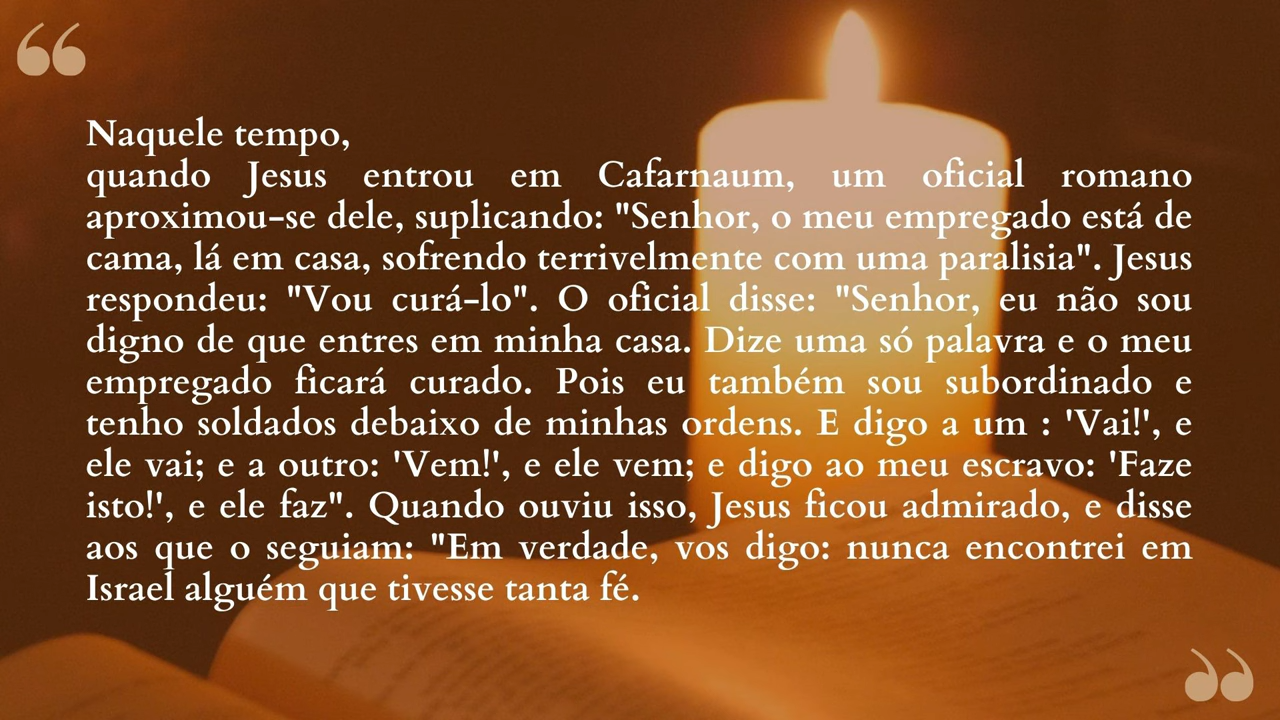 Naquele tempo,
quando Jesus entrou em Cafarnaum, um oficial romano
aproximou-se dele, suplicando: "Senhor, o meu empregado está de
cama, lá em casa, sofrendo terrivelmente com uma paralisia". Jesus
respondeu: "Vou curá-lo". O oficial disse: "Senhor, eu não sou
digno de que entres em minha casa. Dize uma só palavra e o meu
empregado ficará curado. Pois eu também sou subordinado e
tenho soldados debaixo de minhas ordens. E digo a um : 'Vai!', e
ele vai; e a outro: 'Vem!', e ele vem; e digo ao meu escravo: 'Faze
isto!', e ele faz". Quando ouviu isso, Jesus ficou admirado, e disse
aos que o seguiam: "Em verdade, vos digo: nunca encontrei em
Israel alguém que tivesse tanta fé.